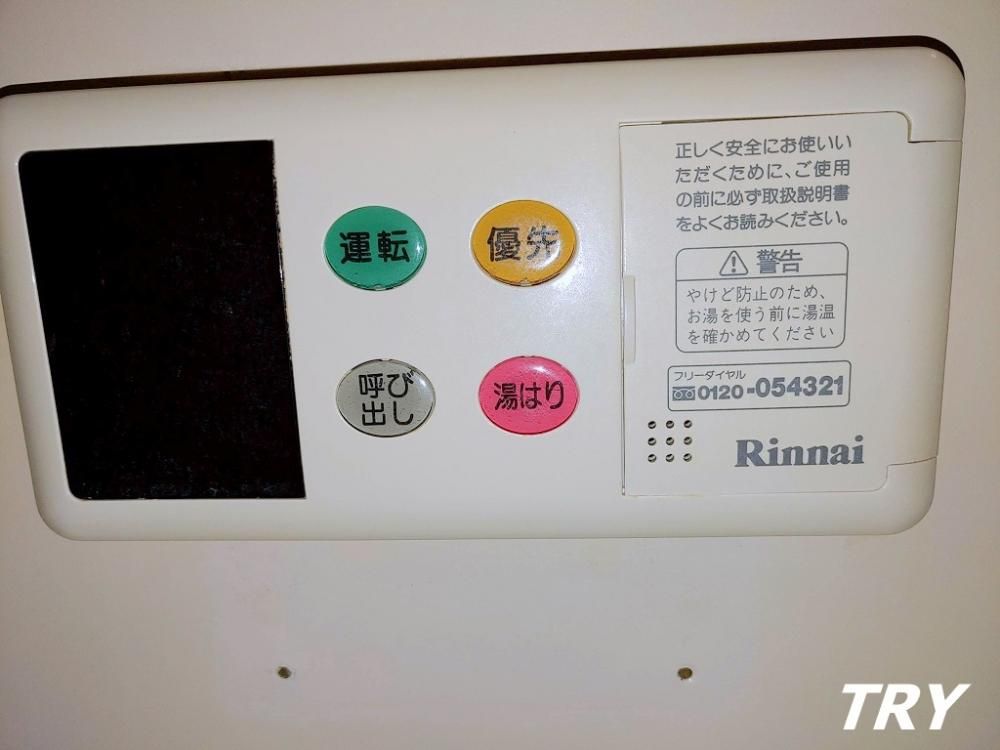 運転
優先
呼び
出し
湯はり
正しく安全にお使いい
ただくために、ご使用
の前に必ず取扱説明書
をよくお読みください。
警告
やけど防止のため、
お湯を使う前に湯温
を確かめてください
フリーダイヤル
0120-054321
Rinnai
TRY